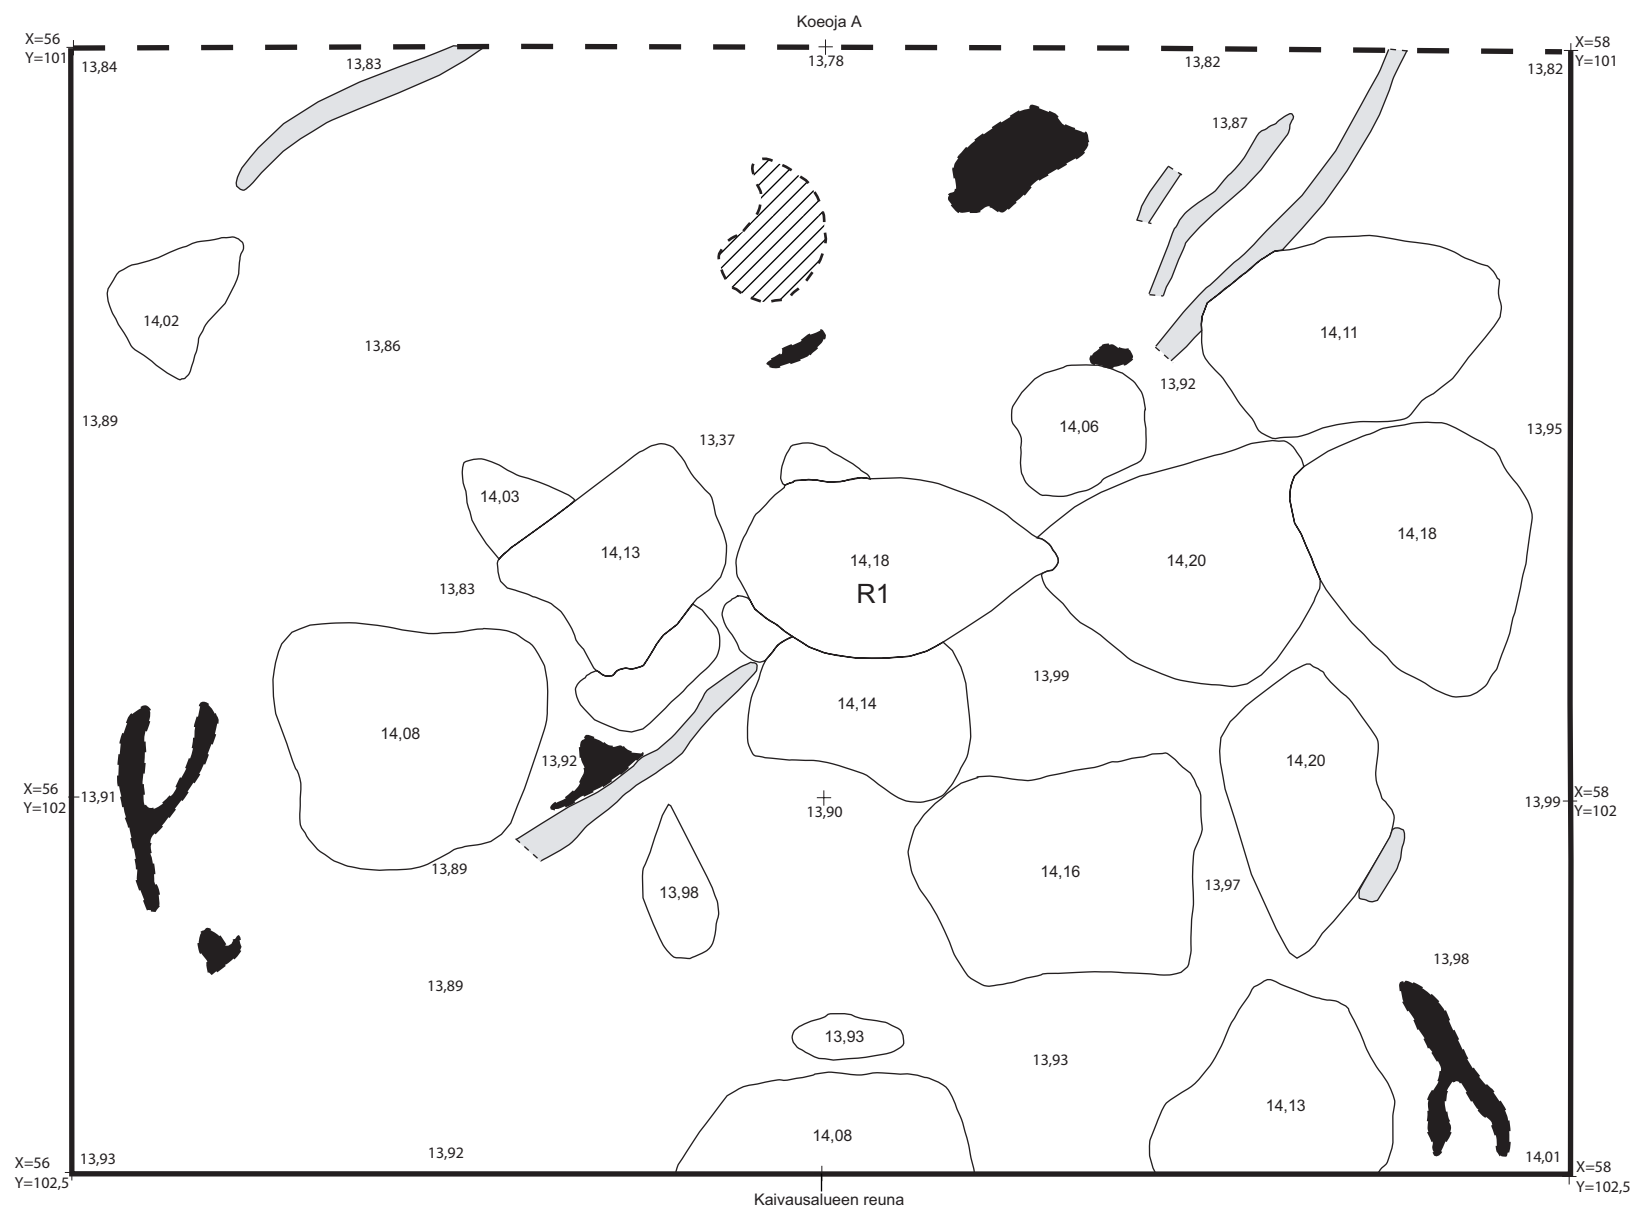 Koeoja A
X=56
Y=101
X=58
Y=101
13,84
13,83
13,78
13,82
13,82
13,87
14,02
14,11
13,86
13,92
13,89
14,06
13,95
13,37
14,03
14,13
14,18
R1
14,20
14,18
13,83
13,99
14,14
14,08
13,92
14,20
X=56
Y=102
13,91
13,90
13,99
X=58
Y=102
13,89
14,16
13,97
13,98
13,98
13,89
13,93
13,93
14,13
14,08
13,93
13,92
14,01
X=56
Y=102,5
X=58
Y=102,5
Kaivausalueen reuna